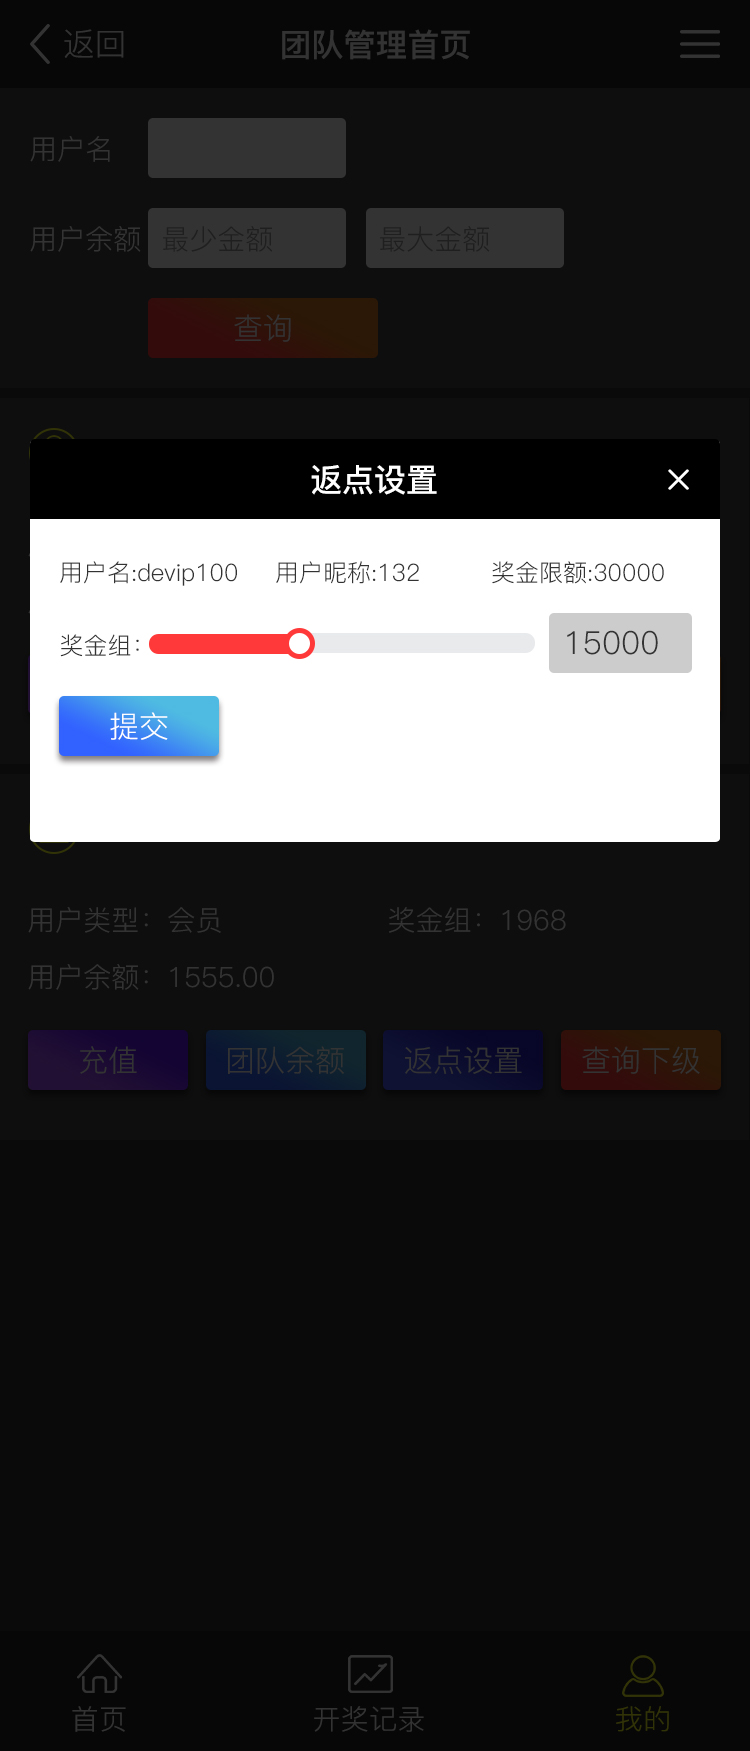 返回 团队管理首页
用户名
用户余额 最少金额 最大金额
查询
返点设置
用户名:devip100 用户昵称:132 奖金限额:30000
奖金组: 15000
提交
用户类型: 会员 奖金组: 1968
用户余额: 1555.00
充值 团队余额 返点设置 查询下级
首页 开奖记录 我的